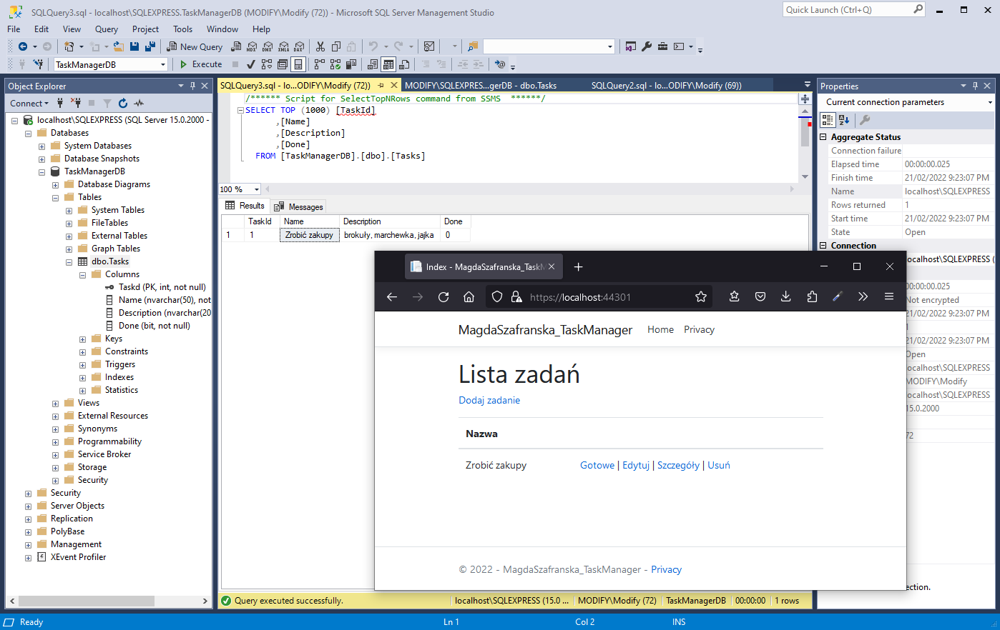 SQLQuery3.sql - localhost\SQLEXPRESS.TaskManagerDB (MODIFY\Modify (72)) - Microsoft SQL Server Management Studio
Quick Launch (Ctrl+Q)
File Edit View Query Project Tools Window Help
New Query MDX DMX XMLA DAX
TaskManagerDB Execute
Object Explorer
Connect
localhost\SQLEXPRESS (SQL Server 15.0.2000 -
Databases
System Databases
Database Snapshots
TaskManagerDB
Database Diagrams
Tables
System Tables
FileTables
External Tables
Graph Tables
dbo.Tasks
Columns
Taskd (PK, int, not null)
Name (nvarchar(50), not
Description (nvarchar(20
Done (bit, not null)
Keys
Constraints
Triggers
Indexes
Statistics
Views
External Resources
Synonyms
Programmability
Service Broker
Storage
Security
Security
Server Objects
Replication
PolyBase
Management
XEvent Profiler
SQLQuery3.sql - lo...ODIFY\Modify (72)) MODIFY\SQLEXPRES...gerDB - dbo.Tasks SQLQuery2.sql - lo...ODIFY\Modify (69))
/****** Script for SelectTopNRows command from SSMS ******/
SELECT TOP (1000) [TaskId]
,[Name]
,[Description]
,[Done]
FROM [TaskManagerDB].[dbo].[Tasks]
100 %
Results Messages
TaskId Name Description Done
1 1 Zrobić zakupy brokuły, marchewka, jajka 0
Query executed successfully. localhost\SQLEXPRESS (15.0 ... MODIFY\Modify (72) TaskManagerDB 00:00:00 1 rows
Properties
Current connection parameters
Aggregate Status
Connection failure
Elapsed time 00:00:00.025
Finish time 21/02/2022 9:23:07 PM
Name localhost\SQLEXPRESS
Rows returned 1
Start time 21/02/2022 9:23:07 PM
State Open
Connection
ocalhost\SQLEXPRESS (
00:00:00.025
Not encrypted
21/02/2022 9:23:07 PM
1
21/02/2022 9:23:07 PM
Open
ocalhost\SQLEXPRESS
MODIFY\Modify
ocalhost\SQLEXPRESS
15.0.2000
72
ection.
Index - MagdaSzafranska_TaskM
https://localhost:44301
MagdaSzafranska_TaskManager Home Privacy
Lista zadań
Dodaj zadanie
Nazwa
Zrobić zakupy Gotowe | Edytuj | Szczegóły | Usuń
© 2022 - MagdaSzafranska_TaskManager - Privacy
Ready Ln 1 Col 2 INS